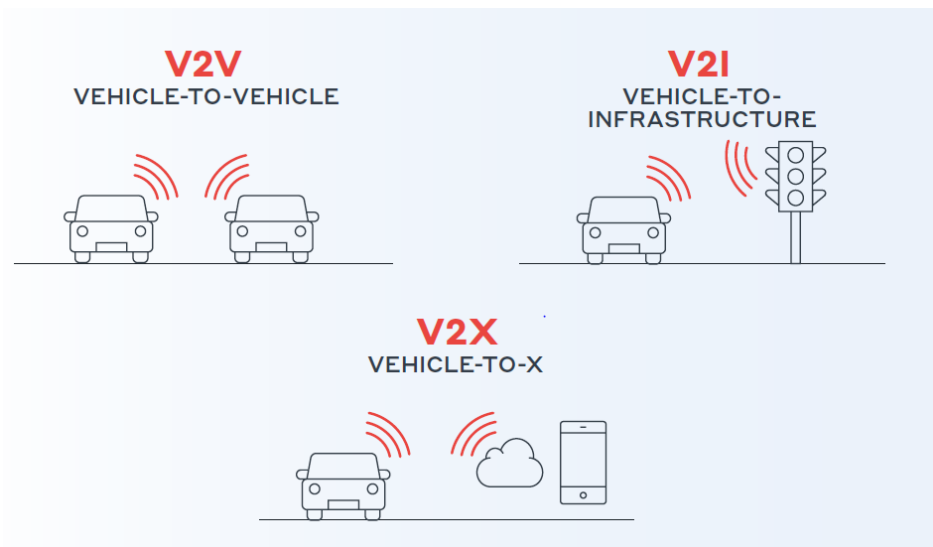 V2V
VEHICLE-TO-VEHICLE
V2I
VEHICLE-TO-
INFRASTRUCTURE
V2X
VEHICLE-TO-X